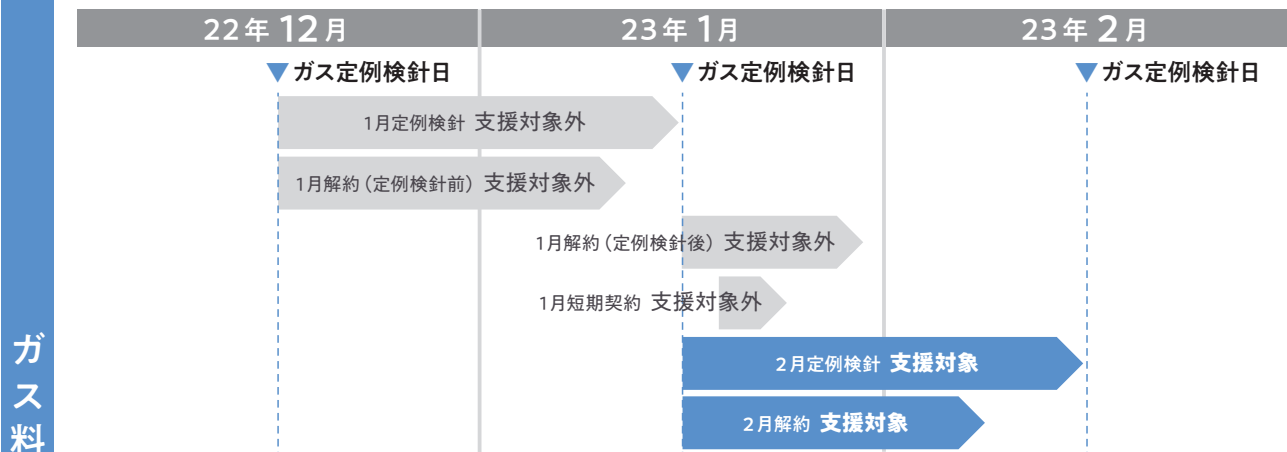 22年12月
23年1月
23年2月
ガス定例検針日
ガス定例検針日
ガス定例検針日
1月定例検針 支援対象外
1月解約（定例検針前） 支援対象外
1月解約（定例検針後） 支援対象外
1月短期契約 支援対象外
2月定例検針 支援対象
2月解約 支援対象
ガス料